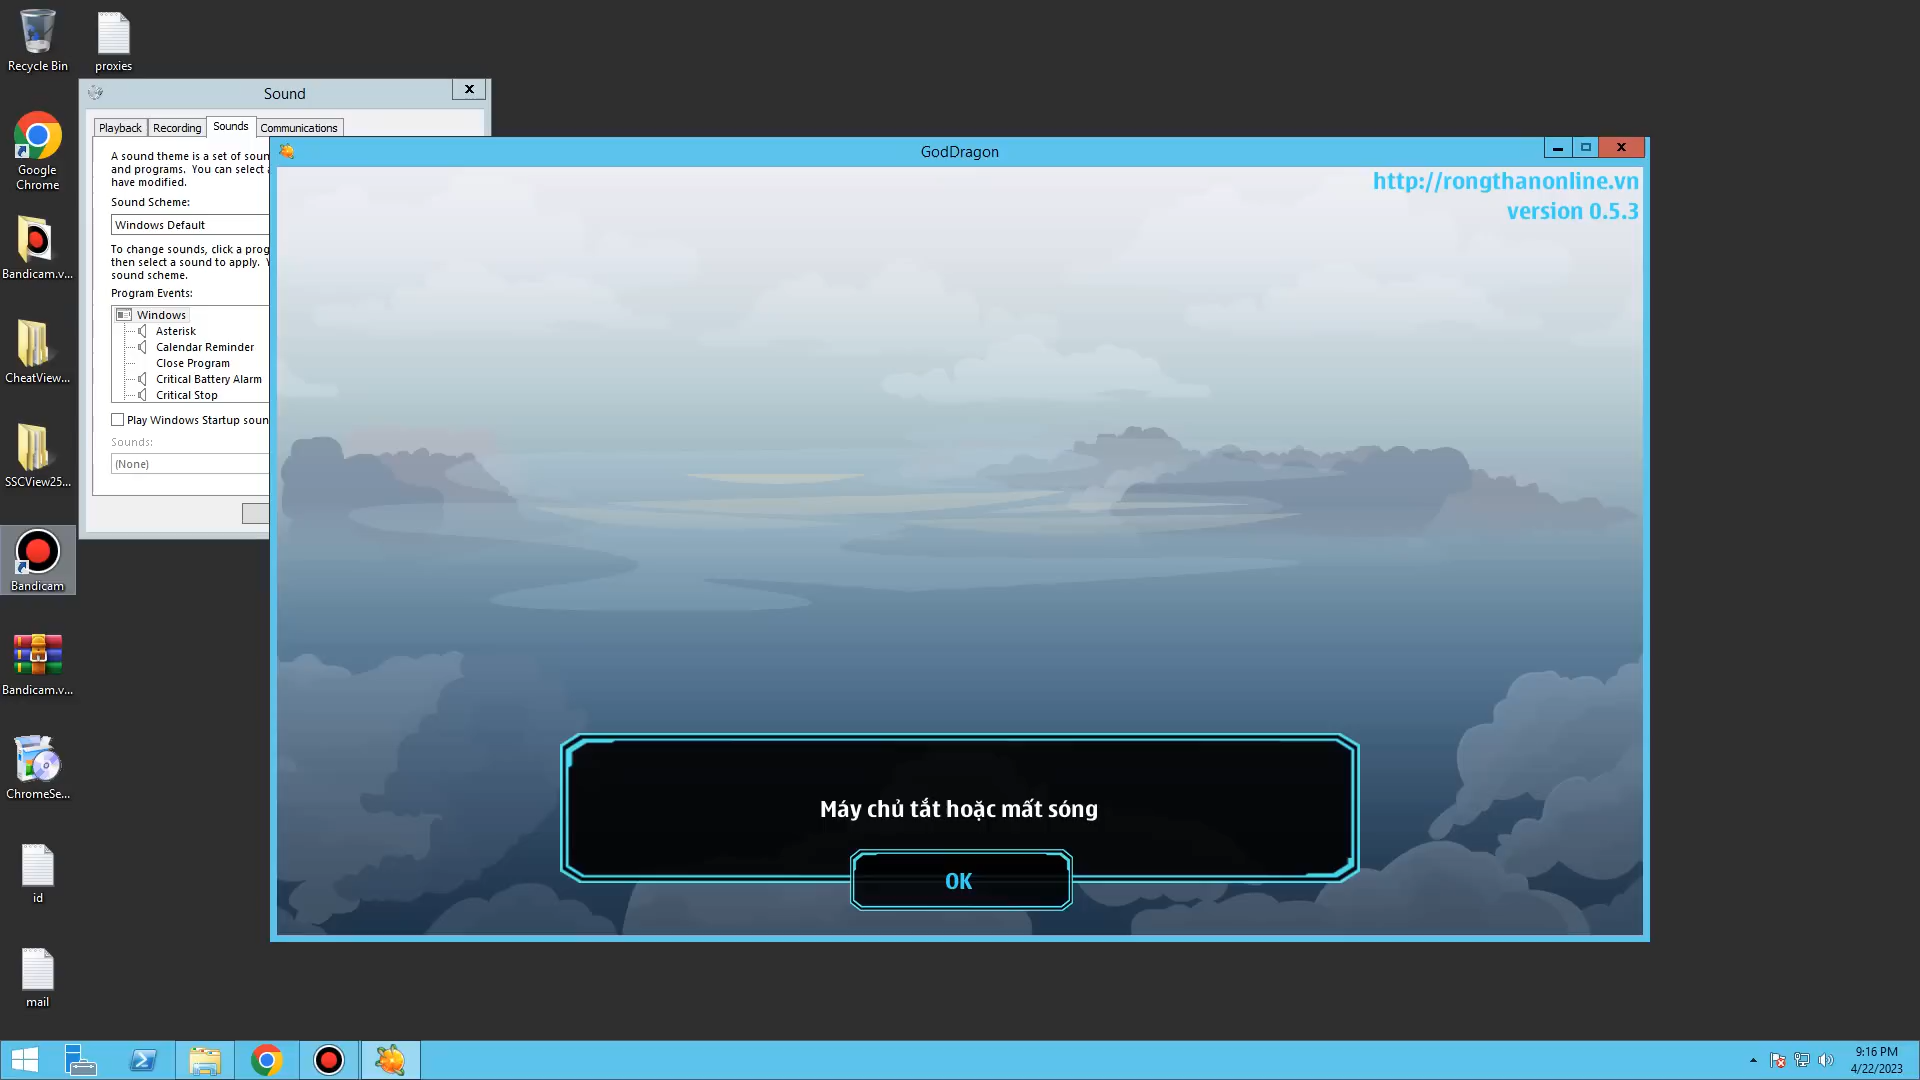 Recycle Bin
proxies
Google
Chrome
Bandicam.v...
CheatView...
SSCView25...
Bandicam
Bandicam.v...
ChromeSe...
id
mail
Sound
x
Playback
Recording
Sounds
Communications
A sound theme is a set of soun
and programs. You can select a
have modified.
Sound Scheme:
Windows Default
To change sounds, click a prog
then select a sound to apply.
sound scheme.
Program Events:
Windows
Asterisk
Calendar Reminder
Close Program
Critical Battery Alarm
Critical Stop
Play Windows Startup soun
Sounds:
(None)
GodDragon
x
http://rongthanonline.vn
version 0.5.3
Máy chủ tắt hoặc mất sóng
OK
9:16 PM
4/22/2023